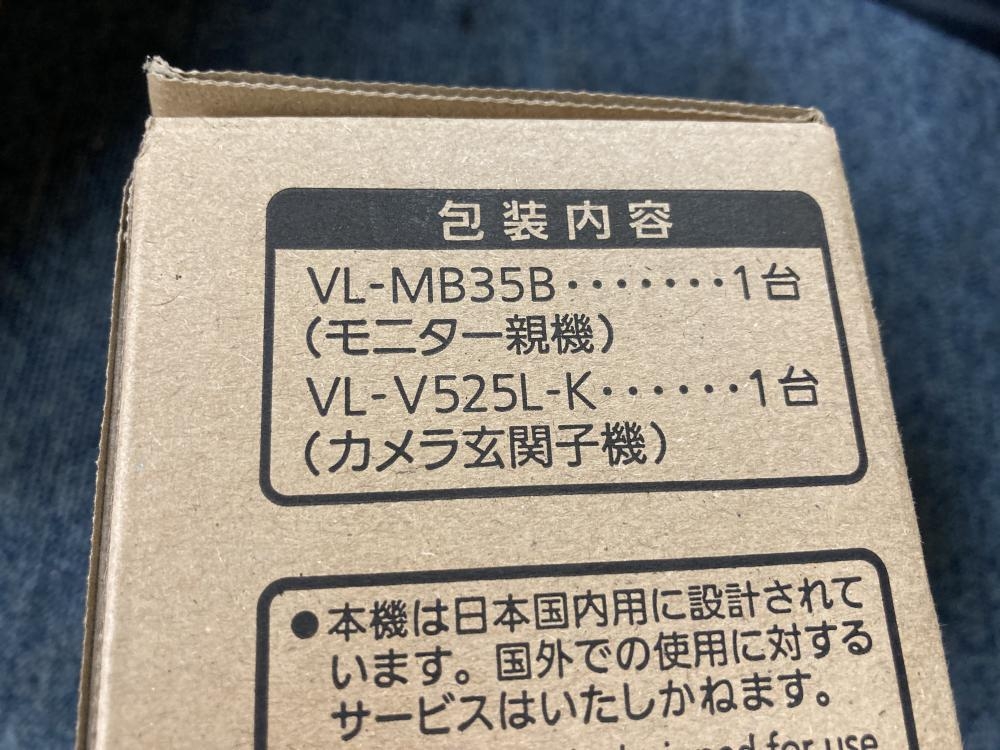 包装内容
VL-MB35B・・・・・・・1台
(モニター親機)
VL-V525L-K・・・・・・1台
(カメラ玄関子機)
●本機は日本国内用に設計されて
います。国外での使用に対する
サービスはいたしかねます。
designed for use